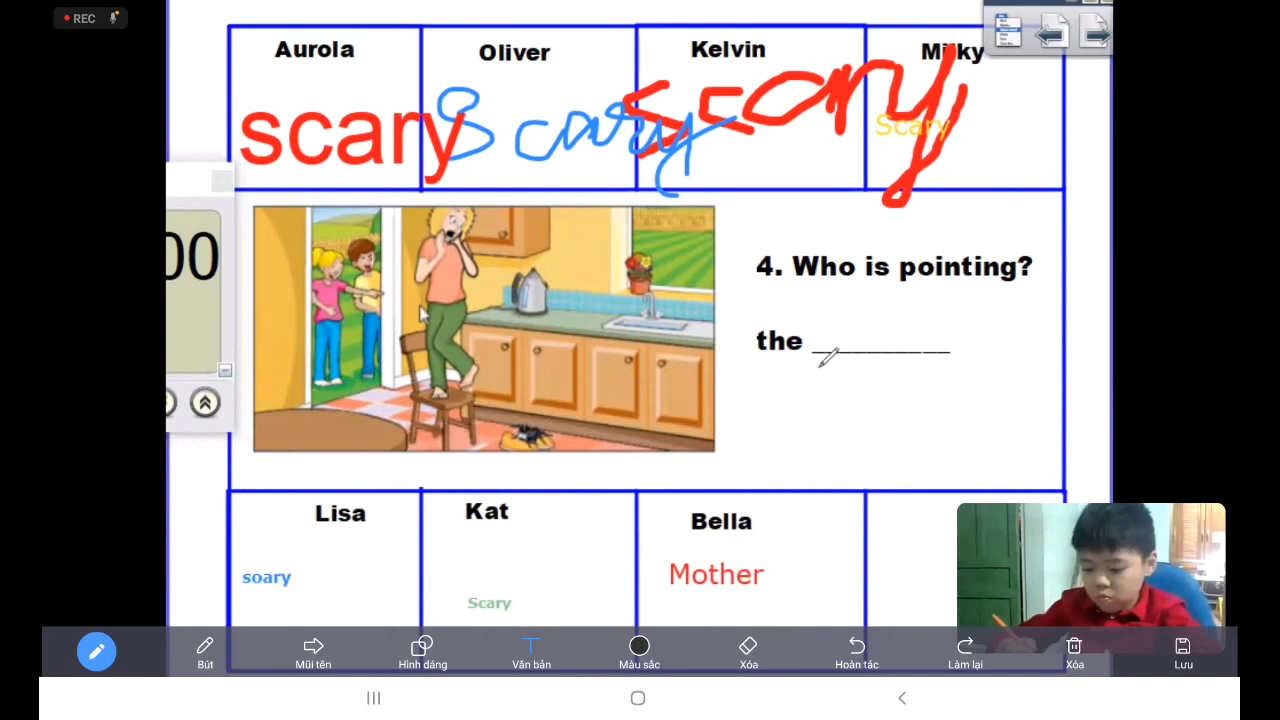 REC
Aurola
Oliver
Kelvin
Milky
scary
Scary
scary
Scary
00
4. Who is pointing?
the __________
Lisa
Kat
Bella
soary
Scary
Mother
Bút
Mũi tên
Hình dáng
Văn bản
Màu sắc
Xóa
Hoàn tác
Làm lại
Xóa
Lưu